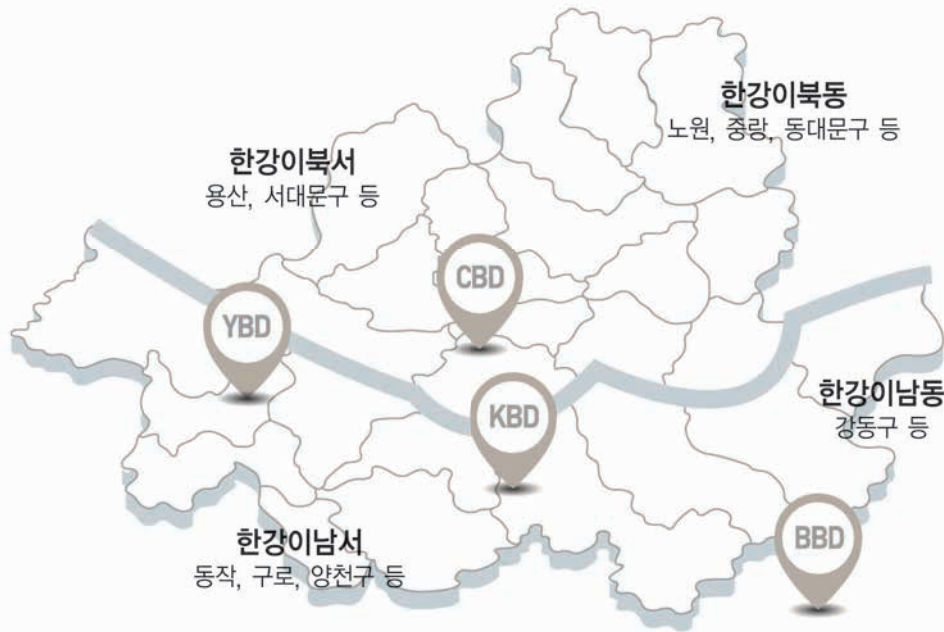 한강이북동
노원, 중랑, 동대문구 등
한강이북서
용산, 서대문구 등
CBD
YBD
KBD
한강이남동
강동구 등
BBD
한강이남서
동작, 구로, 양천구 등